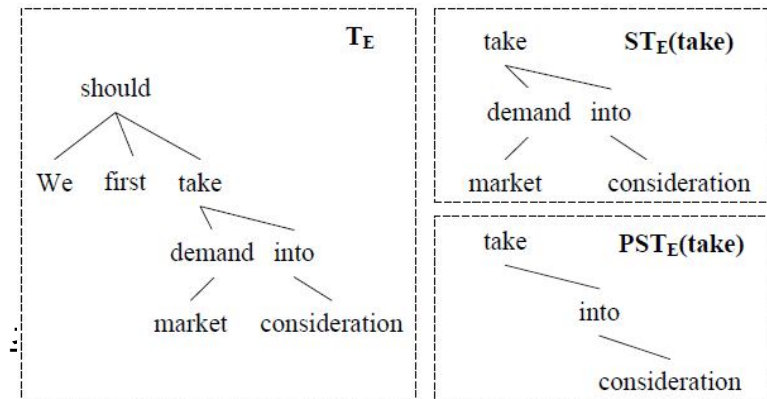 T_E
should
We first take
demand into
market consideration
take ST_E(take)
demand into
market consideration
take PST_E(take)
into
consideration